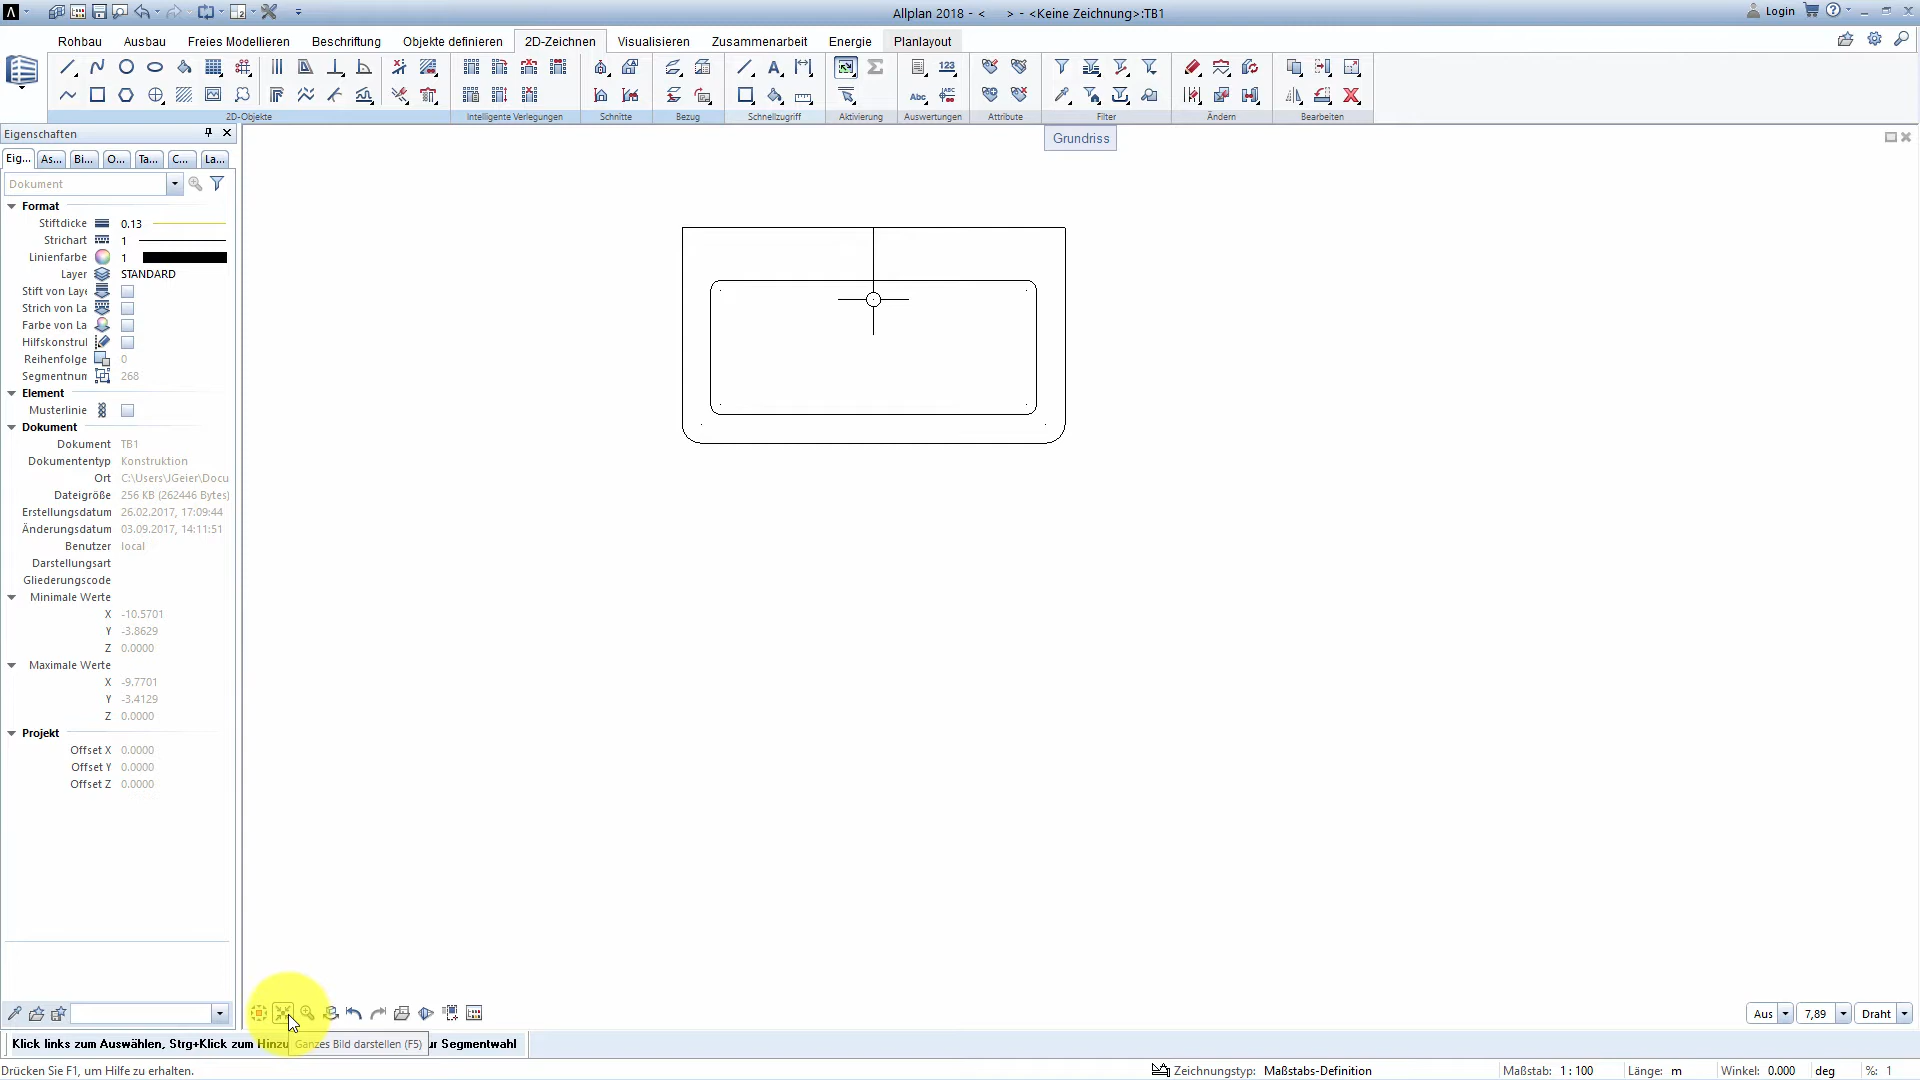 Allplan 2018 - <      > - <Keine Zeichnung>:TB1
Login
Rohbau Ausbau Freies Modellieren Beschriftung Objekte definieren 2D-Zeichnen Visualisieren Zusammenarbeit Energie Planlayout
2D-Objekte Intelligente Verlegungen Schnitte Bezug Schnellzugriff Aktivierung Auswertungen Attribute Filter Ändern Bearbeiten
Eigenschaften
Grundriss
Eig... As... Bi... O... Ta... C... La...
Dokument
Format
Stiftdicke 0.13
Strichart 1
Linienfarbe 1
Layer STANDARD
Stift von Laye
Strich von La
Farbe von La
Hilfskonstrul
Reihenfolge 0
Segmentnum 268
Element
Musterlinie
Dokument
Dokument TB1
Dokumententyp Konstruktion
Ort C:\Users\JGeier\Docu
Dateigröße 256 KB (262446 Bytes)
Erstellungsdatum 26.02.2017, 17:09:44
Änderungsdatum 03.09.2017, 14:11:51
Benutzer local
Darstellungsart
Gliederungscode
Minimale Werte
X -10.5701
Y -3.8629
Z 0.0000
Maximale Werte
X -9.7701
Y -3.4129
Z 0.0000
Projekt
Offset X 0.0000
Offset Y 0.0000
Offset Z 0.0000
Aus 7,89 Draht
Klick links zum Auswählen, Strg+Klick zum Hinzu Ganzes Bild darstellen (F5) ur Segmentwahl
Drücken Sie F1, um Hilfe zu erhalten. Zeichnungstyp: Maßstabs-Definition Maßstab: 1 : 100 Länge: m Winkel: 0.000 deg %: 1